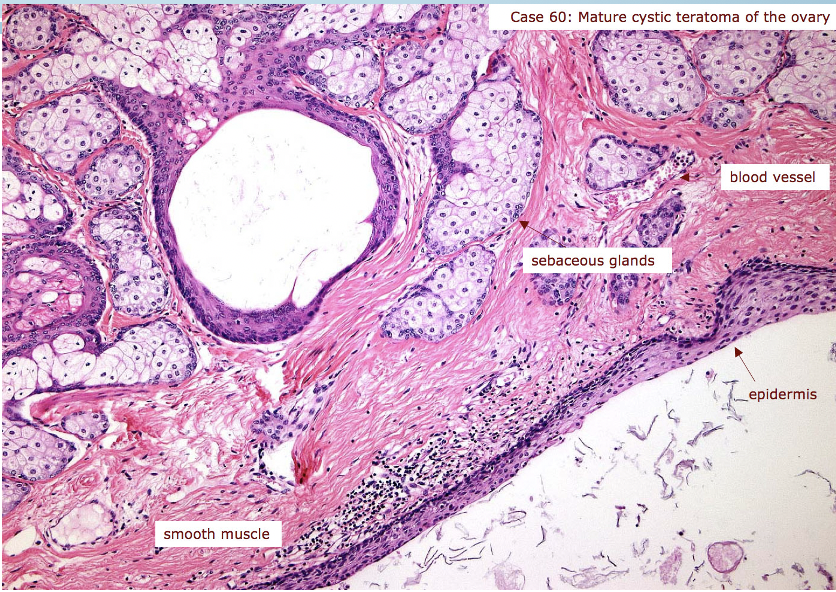 Case 60: Mature cystic teratoma of the ovary
blood vessel
sebaceous glands
epidermis
smooth muscle